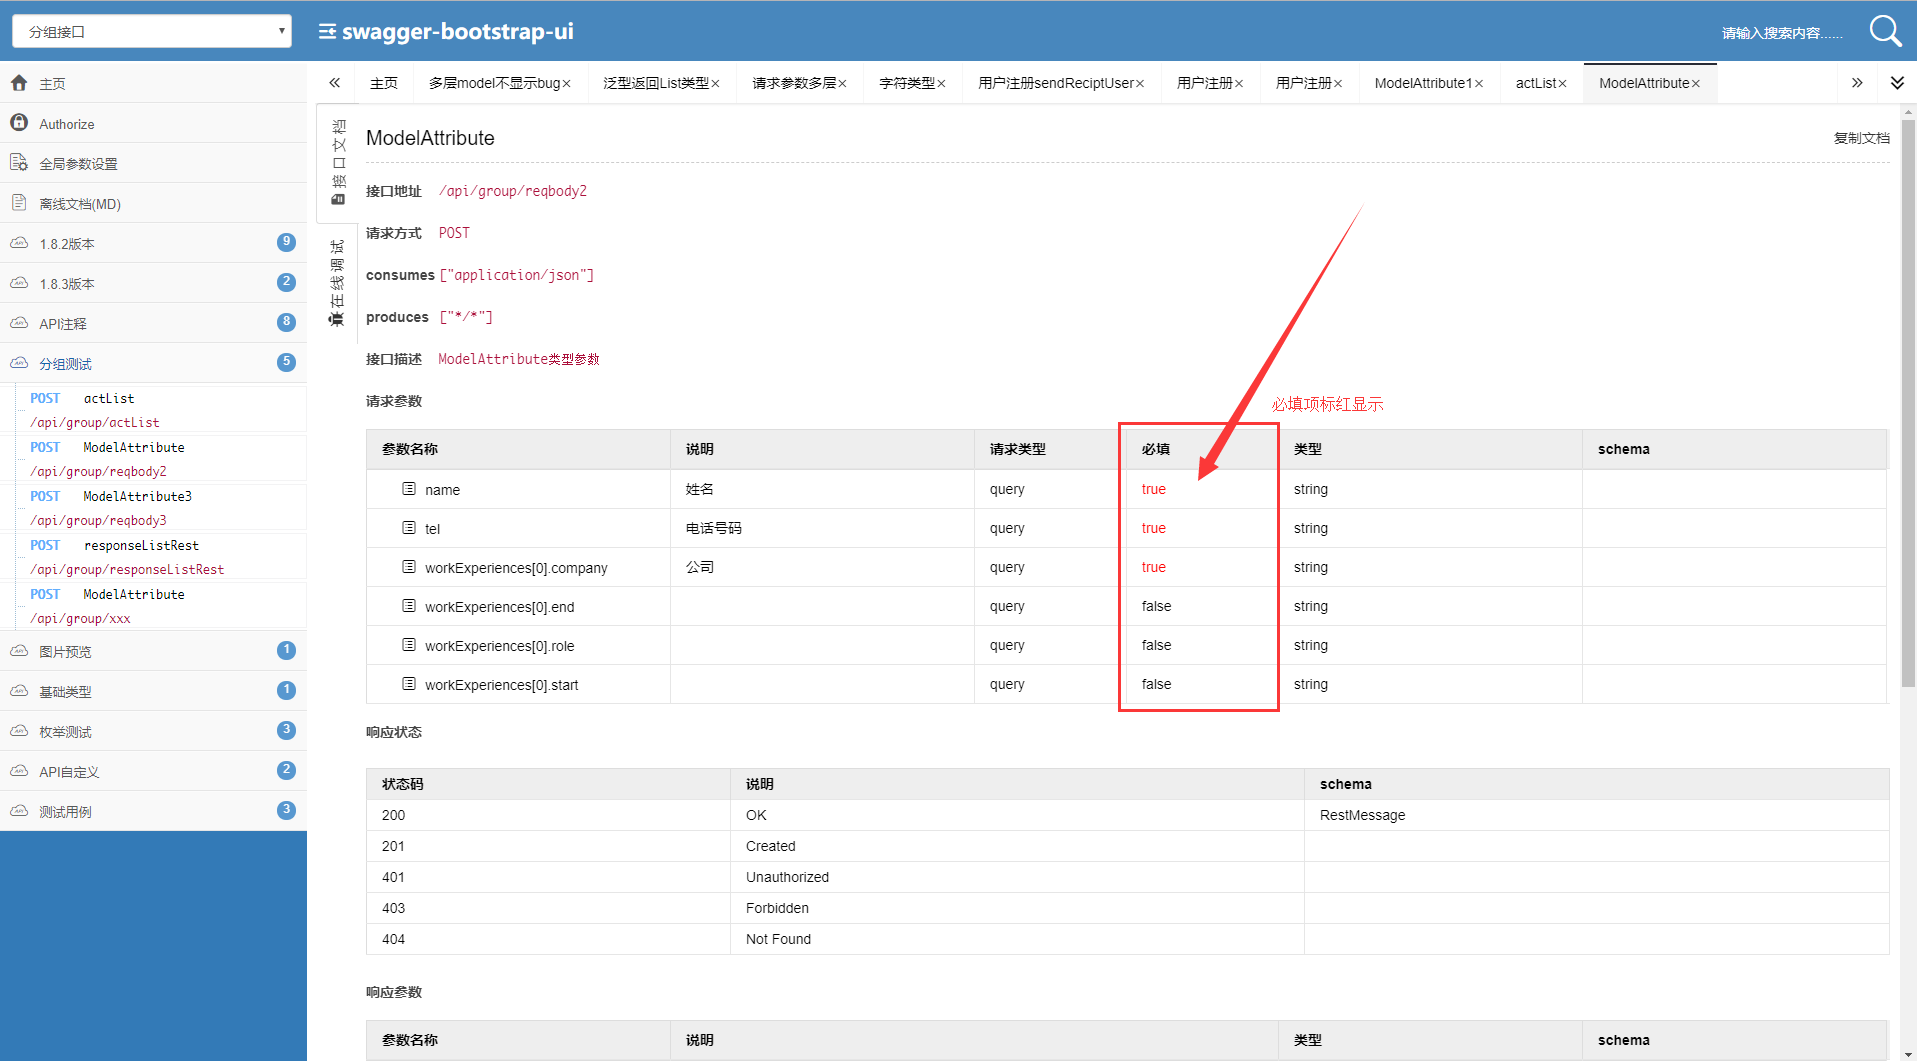 分组接口
swagger-bootstrap-ui
请输入搜索内容......
主页
Authorize
全局参数设置
离线文档(MD)
1.8.2版本 9
1.8.3版本 2
API注释 8
分组测试 5
POST actList
/api/group/actList
POST ModelAttribute
/api/group/reqbody2
POST ModelAttribute3
/api/group/reqbody3
POST responseListRest
/api/group/responseListRest
POST ModelAttribute
/api/group/xxx
图片预览 1
基础类型 1
枚举测试 3
API自定义 2
测试用例 3
主页 多层model不显示bug× 泛型返回List类型× 请求参数多层× 字符类型× 用户注册sendReciptUser× 用户注册× 用户注册× ModelAttribute1× actList× ModelAttribute×
接口文档
在线调试
ModelAttribute 复制文档
接口地址 /api/group/reqbody2
请求方式 POST
consumes ["application/json"]
produces ["*/*"]
接口描述 ModelAttribute类型参数
请求参数
必填项标红显示
参数名称 说明 请求类型 必填 类型 schema
name 姓名 query true string
tel 电话号码 query true string
workExperiences[0].company 公司 query true string
workExperiences[0].end query false string
workExperiences[0].role query false string
workExperiences[0].start query false string
响应状态
状态码 说明 schema
200 OK RestMessage
201 Created
401 Unauthorized
403 Forbidden
404 Not Found
响应参数
参数名称 说明 类型 schema